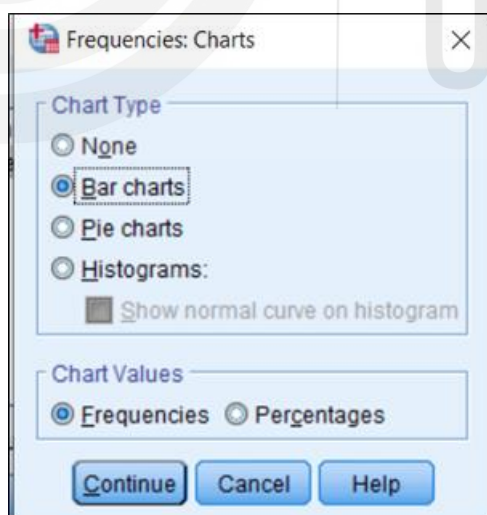 Frequencies: Charts
Chart Type
None
Bar charts
Pie charts
Histograms:
Show normal curve on histogram
Chart Values
Frequencies Percentages
Continue Cancel Help